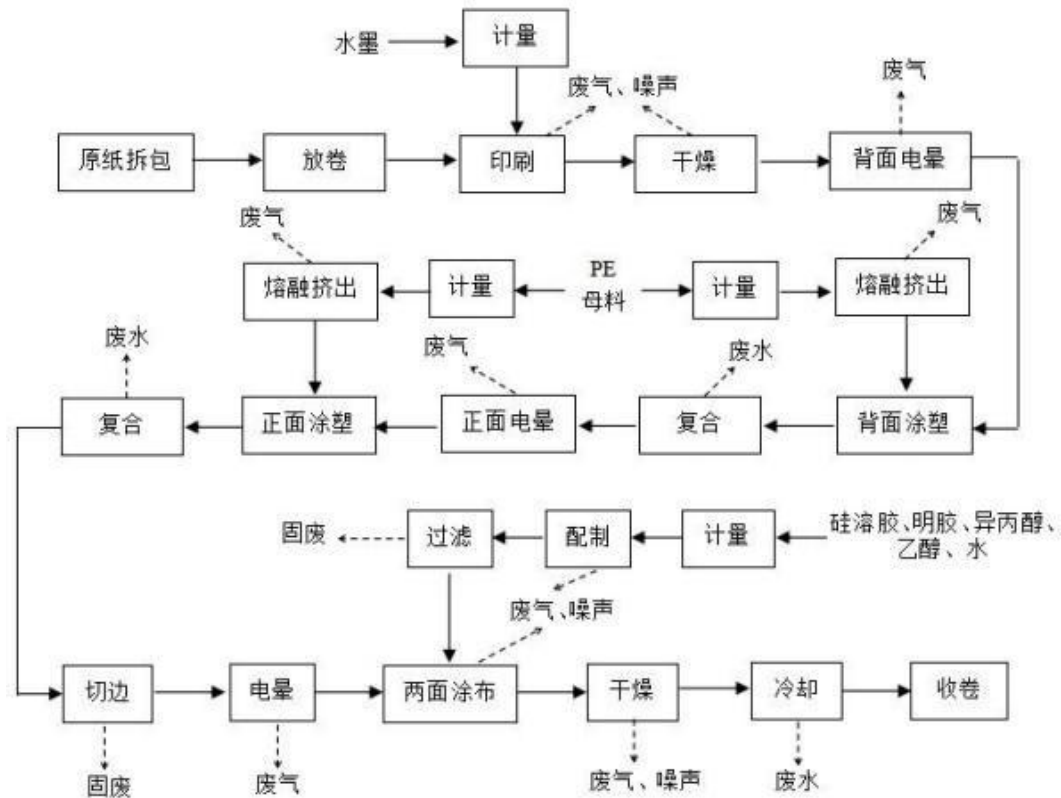 水墨
计量
废气、噪声
废气
原纸拆包
放卷
印刷
干燥
背面电晕
废气
废气
熔融挤出
计量
PE
母料
计量
熔融挤出
废水
废气
废水
复合
正面涂塑
正面电晕
复合
背面涂塑
固废
过滤
配制
计量
硅溶胶、明胶、异丙醇、
乙醇、水
废气、噪声
切边
电晕
两面涂布
干燥
冷却
收卷
固废
废气
废气、噪声
废水